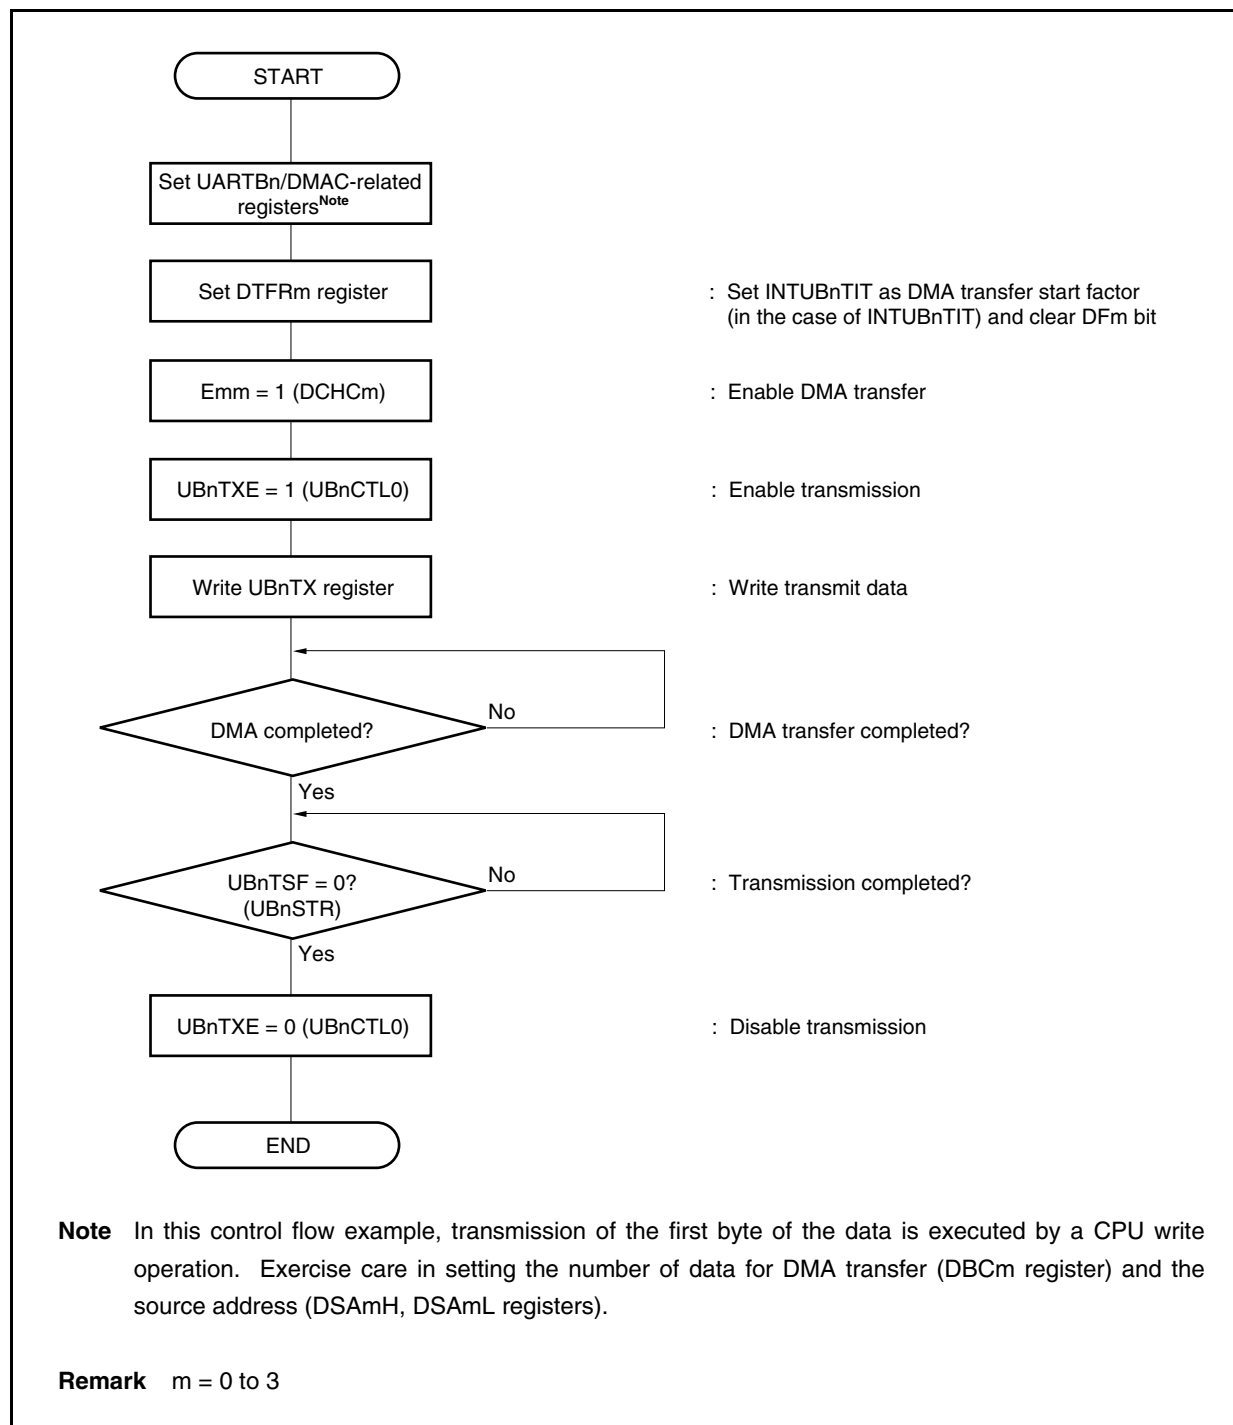 START
Set UARTBn/DMAC-related
registersNote
Set DTFRm register
: Set INTUBnTIT as DMA transfer start factor
(in the case of INTUBnTIT) and clear DFm bit
Emm = 1 (DCHCm)
: Enable DMA transfer
UBnTXE = 1 (UBnCTL0)
: Enable transmission
Write UBnTX register
: Write transmit data
DMA completed?
No
: DMA transfer completed?
Yes
UBnTSF = 0?
(UBnSTR)
No
: Transmission completed?
Yes
UBnTXE = 0 (UBnCTL0)
: Disable transmission
END
Note In this control flow example, transmission of the first byte of the data is executed by a CPU write
operation. Exercise care in setting the number of data for DMA transfer (DBCm register) and the
source address (DSAmH, DSAmL registers).
Remark m = 0 to 3